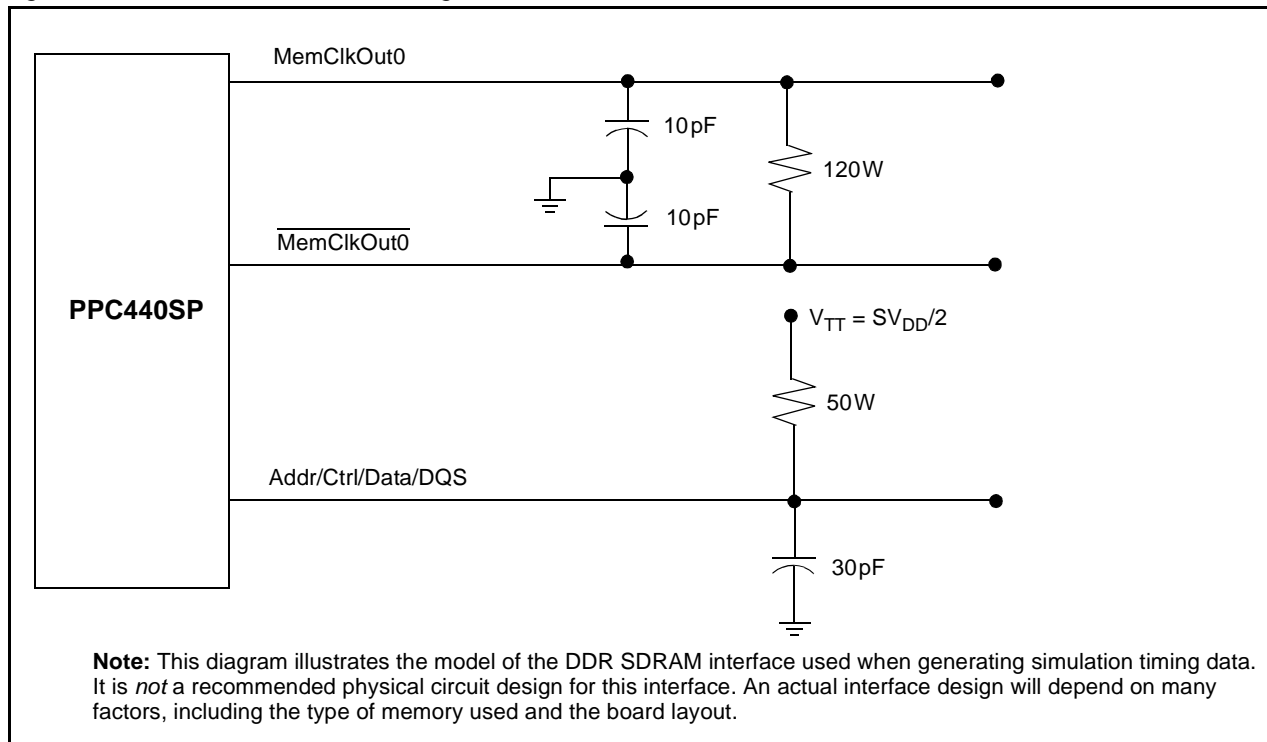 MemClkOut0
10pF
120W
10pF
MemClkOut0
PPC440SP
VTT = SVDD/2
50W
Addr/Ctrl/Data/DQS
30pF
Note: This diagram illustrates the model of the DDR SDRAM interface used when generating simulation timing data.
It is not a recommended physical circuit design for this interface. An actual interface design will depend on many
factors, including the type of memory used and the board layout.